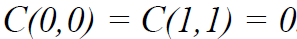 C(0,0) = C(1,1) = 0.